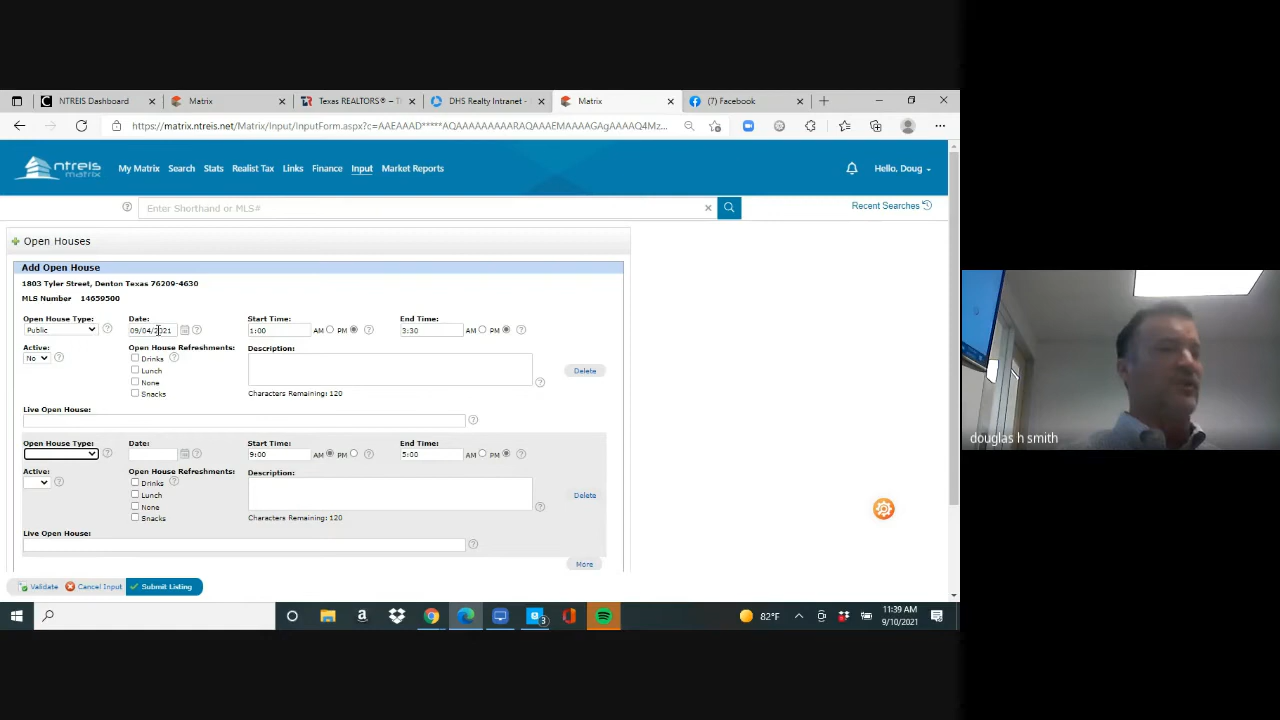 NTREIS Dashboard
Matrix
Texas REALTORS® – T
DHS Realty Intranet -
Matrix
(7) Facebook
https://matrix.ntreis.net/Matrix/Input/InputForm.aspx?c=AAEAAAD*****AQAAAAAAAAARAQAAAEMAAAAGAgAAAAQ4Mz...
ntreis matrix
My Matrix Search Stats Realist Tax Links Finance Input Market Reports
Hello, Doug
Enter Shorthand or MLS#
Recent Searches
Open Houses
Add Open House
1803 Tyler Street, Denton Texas 76209-4630
MLS Number 14659500
Open House Type: Date: Start Time: End Time:
Public 09/04/2021 1:00 AM PM 3:30 AM PM
Active: Open House Refreshments: Description:
No Drinks
Lunch
Delete
None
Snacks
Characters Remaining: 120
Live Open House:
Open House Type: Date: Start Time: End Time:
9:00 AM PM 5:00 AM PM
Active: Open House Refreshments: Description:
Drinks
Lunch
Delete
None
Snacks
Characters Remaining: 120
Live Open House:
More
Validate Cancel Input Submit Listing
3
82°F
11:39 AM
9/10/2021
douglas h smith